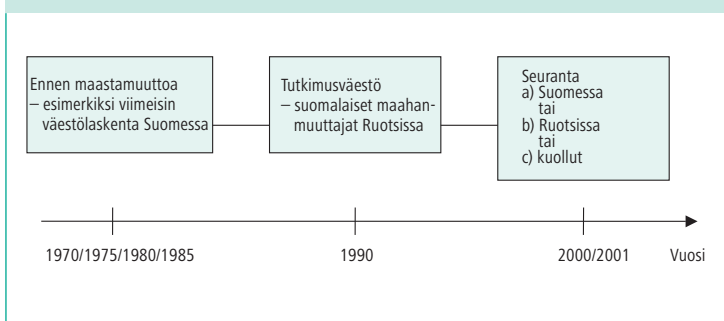 Ennen maastamuuttoa
– esimerkiksi viimeisin
väestölaskenta Suomessa
Tutkimusväestö
– suomalaiset maahan-
muuttajat Ruotsissa
Seuranta
a) Suomessa
tai
b) Ruotsissa
tai
c) kuollut
1970/1975/1980/1985
1990
2000/2001
Vuosi